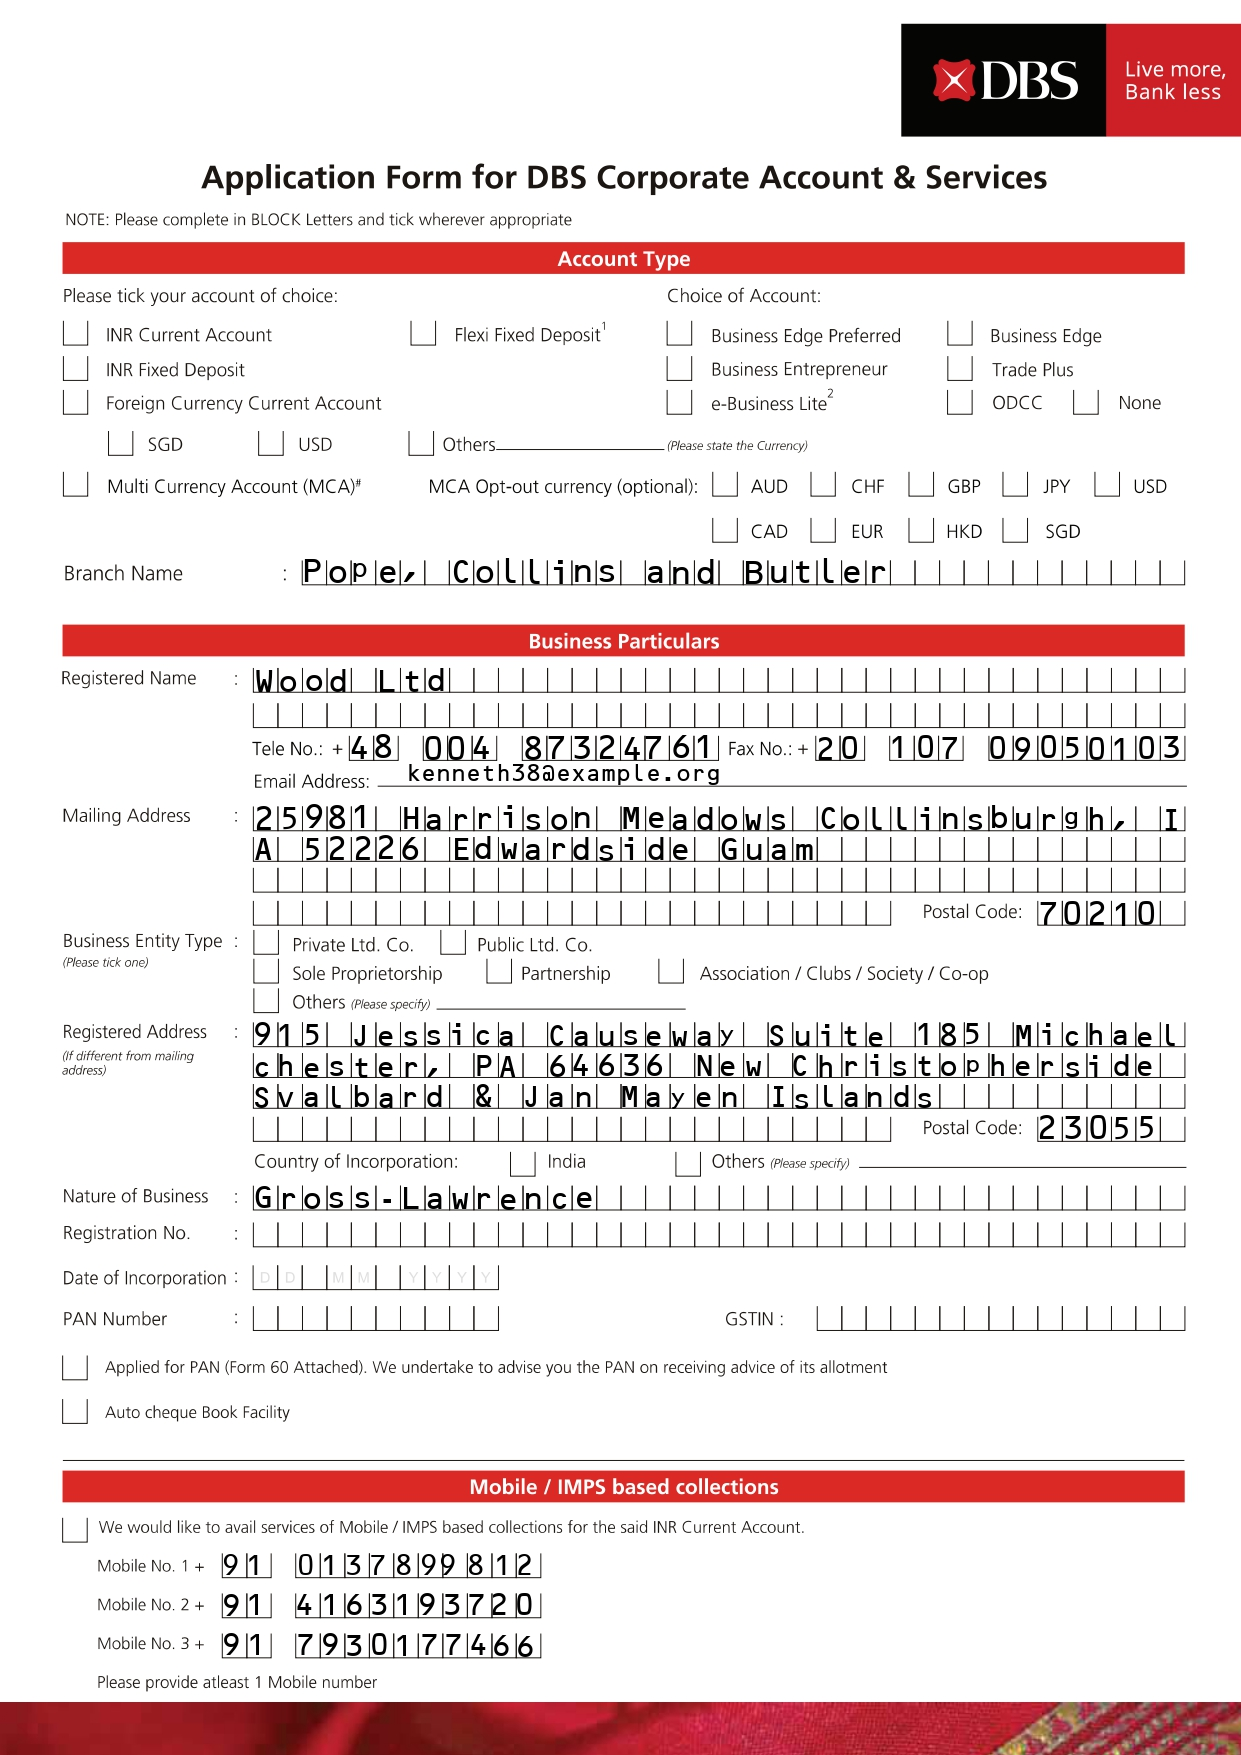 DBS
Live more,
Bank less
Application Form for DBS Corporate Account & Services
NOTE: Please complete in BLOCK Letters and tick wherever appropriate
Account Type
Please tick your account of choice: Choice of Account:
INR Current Account Flexi Fixed Deposit1 Business Edge Preferred Business Edge
INR Fixed Deposit Business Entrepreneur Trade Plus
Foreign Currency Current Account e-Business Lite2 ODCC None
SGD USD Others (Please state the Currency)
Multi Currency Account (MCA)# MCA Opt-out currency (optional): AUD CHF GBP JPY USD
CAD EUR HKD SGD
Branch Name : Pope, Collins and Butler
Business Particulars
Registered Name : Wood Ltd
Tele No.: + 48 004 87324761 Fax No.: + 20 107 09050103
Email Address: kenneth38@example.org
Mailing Address : 25981 Harrison Meadows Collinsburgh, I
A 52226 Edwardside Guam
Postal Code: 70210
Business Entity Type : Private Ltd. Co. Public Ltd. Co.
(Please tick one)
Sole Proprietorship Partnership Association / Clubs / Society / Co-op
Others (Please specify)
Registered Address : 915 Jessica Causeway Suite 185 Michael
(If different from mailing address) chester, PA 64636 New Christopherside
Svalbard & Jan Mayen Islands
Postal Code: 23055
Country of Incorporation: India Others (Please specify)
Nature of Business : Gross-Lawrence
Registration No. :
Date of Incorporation : D D M M Y Y Y Y
PAN Number : GSTIN :
Applied for PAN (Form 60 Attached). We undertake to advise you the PAN on receiving advice of its allotment
Auto cheque Book Facility
Mobile / IMPS based collections
We would like to avail services of Mobile / IMPS based collections for the said INR Current Account.
Mobile No. 1 + 91 0137899812
Mobile No. 2 + 91 4163193720
Mobile No. 3 + 91 7930177466
Please provide atleast 1 Mobile number